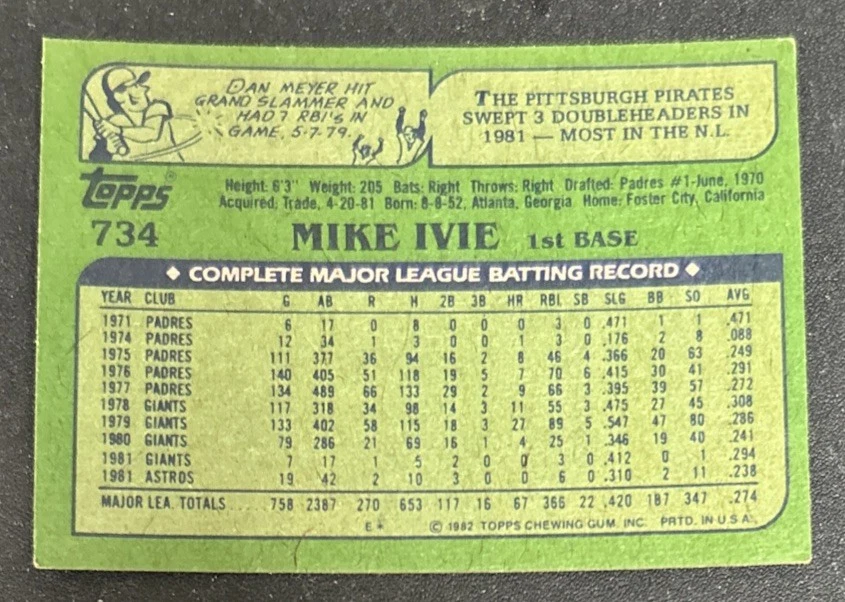 DAN MEYER HIT
GRAND SLAMMER AND
HAD 7 RBI's IN
GAME, 5-7-79.
THE PITTSBURGH PIRATES
SWEPT 3 DOUBLEHEADERS IN
1981 — MOST IN THE N.L.
TOPPS®
734
Height: 6'3" Weight: 205 Bats: Right Throws: Right Drafted: Padres #1-June, 1970
Acquired: Trade, 4-20-81 Born: 8-8-52, Atlanta, Georgia Home: Foster City, California
MIKE IVIE 1st BASE
◆ COMPLETE MAJOR LEAGUE BATTING RECORD ◆
YEAR CLUB G AB R H 2B 3B HR RBI SB SLG BB SO AVG
1971 PADRES 6 17 0 8 0 0 0 3 0 .471 1 1 .471
1974 PADRES 12 34 1 3 0 0 1 3 0 .176 2 8 .088
1975 PADRES 111 377 36 94 16 2 8 46 4 .366 20 63 .249
1976 PADRES 140 405 51 118 19 5 7 70 6 .415 30 41 .291
1977 PADRES 134 489 66 133 29 2 9 66 3 .395 39 57 .272
1978 GIANTS 117 318 34 98 14 3 11 55 3 .475 27 45 .308
1979 GIANTS 133 402 58 115 18 3 27 89 5 .547 47 80 .286
1980 GIANTS 79 286 21 69 16 1 4 25 1 .346 19 40 .241
1981 GIANTS 7 17 1 5 2 0 0 3 0 .412 0 1 .294
1981 ASTROS 19 42 2 10 3 0 0 6 0 .310 2 11 .238
MAJOR LEA. TOTALS 758 2387 270 653 117 16 67 366 22 .420 187 347 .274
E* © 1982 TOPPS CHEWING GUM, INC. PRTD. IN U.S.A.